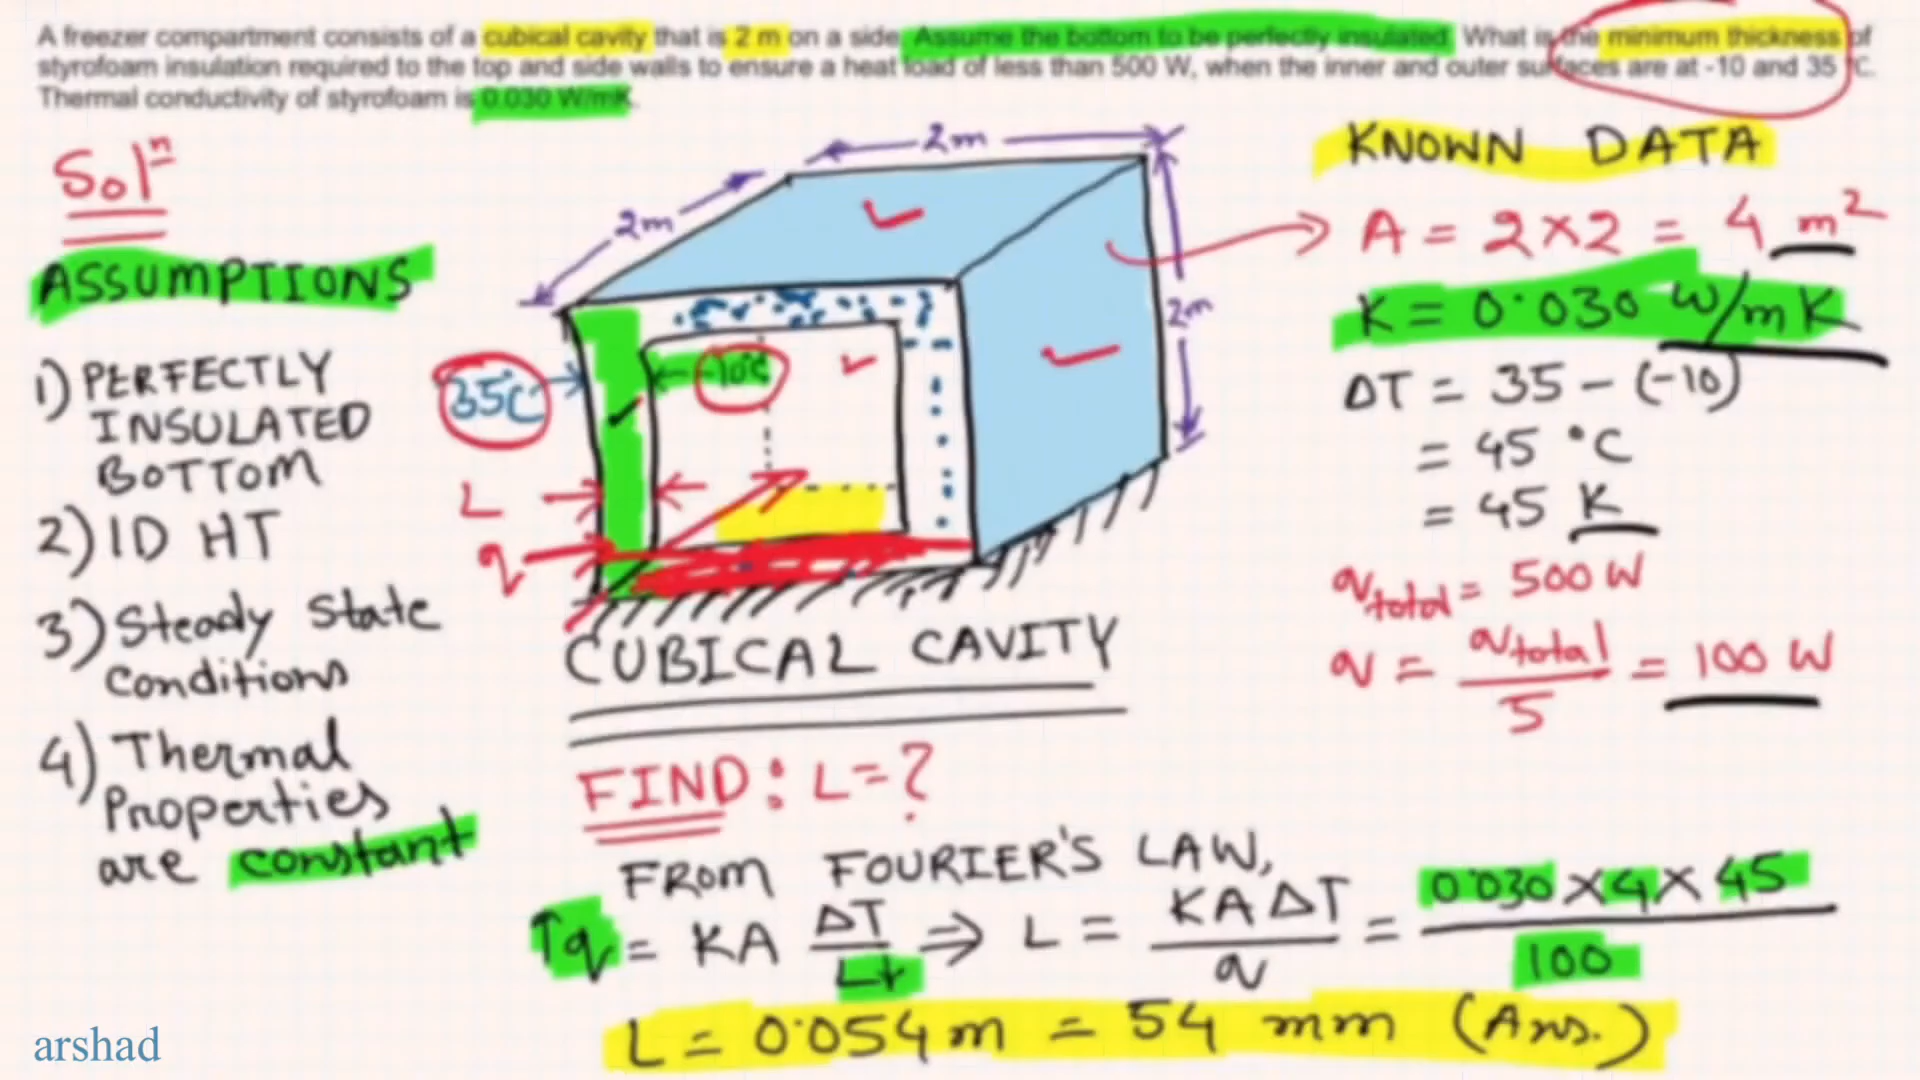 A freezer compartment consists of a cubical cavity that is 2 m on a side. Assume the bottom to be perfectly insulated. What is the minimum thickness of
styrofoam insulation required to the top and side walls to ensure a heat load of less than 500 W, when the inner and outer surfaces are at -10 and 35 °C.
Thermal conductivity of styrofoam is 0.030 W/mK.
Solⁿ
ASSUMPTIONS
1) PERFECTLY
INSULATED
BOTTOM
2) 1D HT
3) Steady State
Conditions
4) Thermal
Properties
are constant
2m
2m
2m
35°C
-10°C
L
q
CUBICAL CAVITY
KNOWN DATA
A = 2×2 = 4 m²
K = 0.030 W/mK
ΔT = 35 - (-10)
= 45 °C
= 45 K
q total = 500 W
q = q total / 5 = 100 W
FIND: L = ?
FROM FOURIER'S LAW,
↑q = KA ΔT / L↓ ⇒ L = KAΔT / q = 0.030 × 4 × 45 / 100
L = 0.054 m = 54 mm (Ans.)
arshad